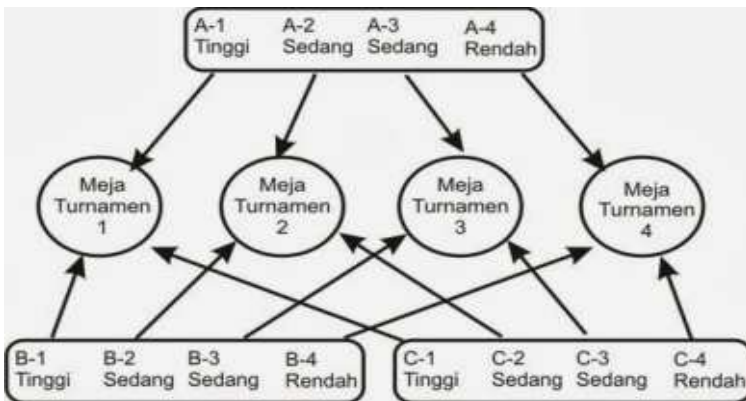 A-1 A-2 A-3 A-4
Tinggi Sedang Sedang Rendah
Meja Turnamen 1
Meja Turnamen 2
Meja Turnamen 3
Meja Turnamen 4
B-1 B-2 B-3 B-4
Tinggi Sedang Sedang Rendah
C-1 C-2 C-3 C-4
Tinggi Sedang Sedang Rendah